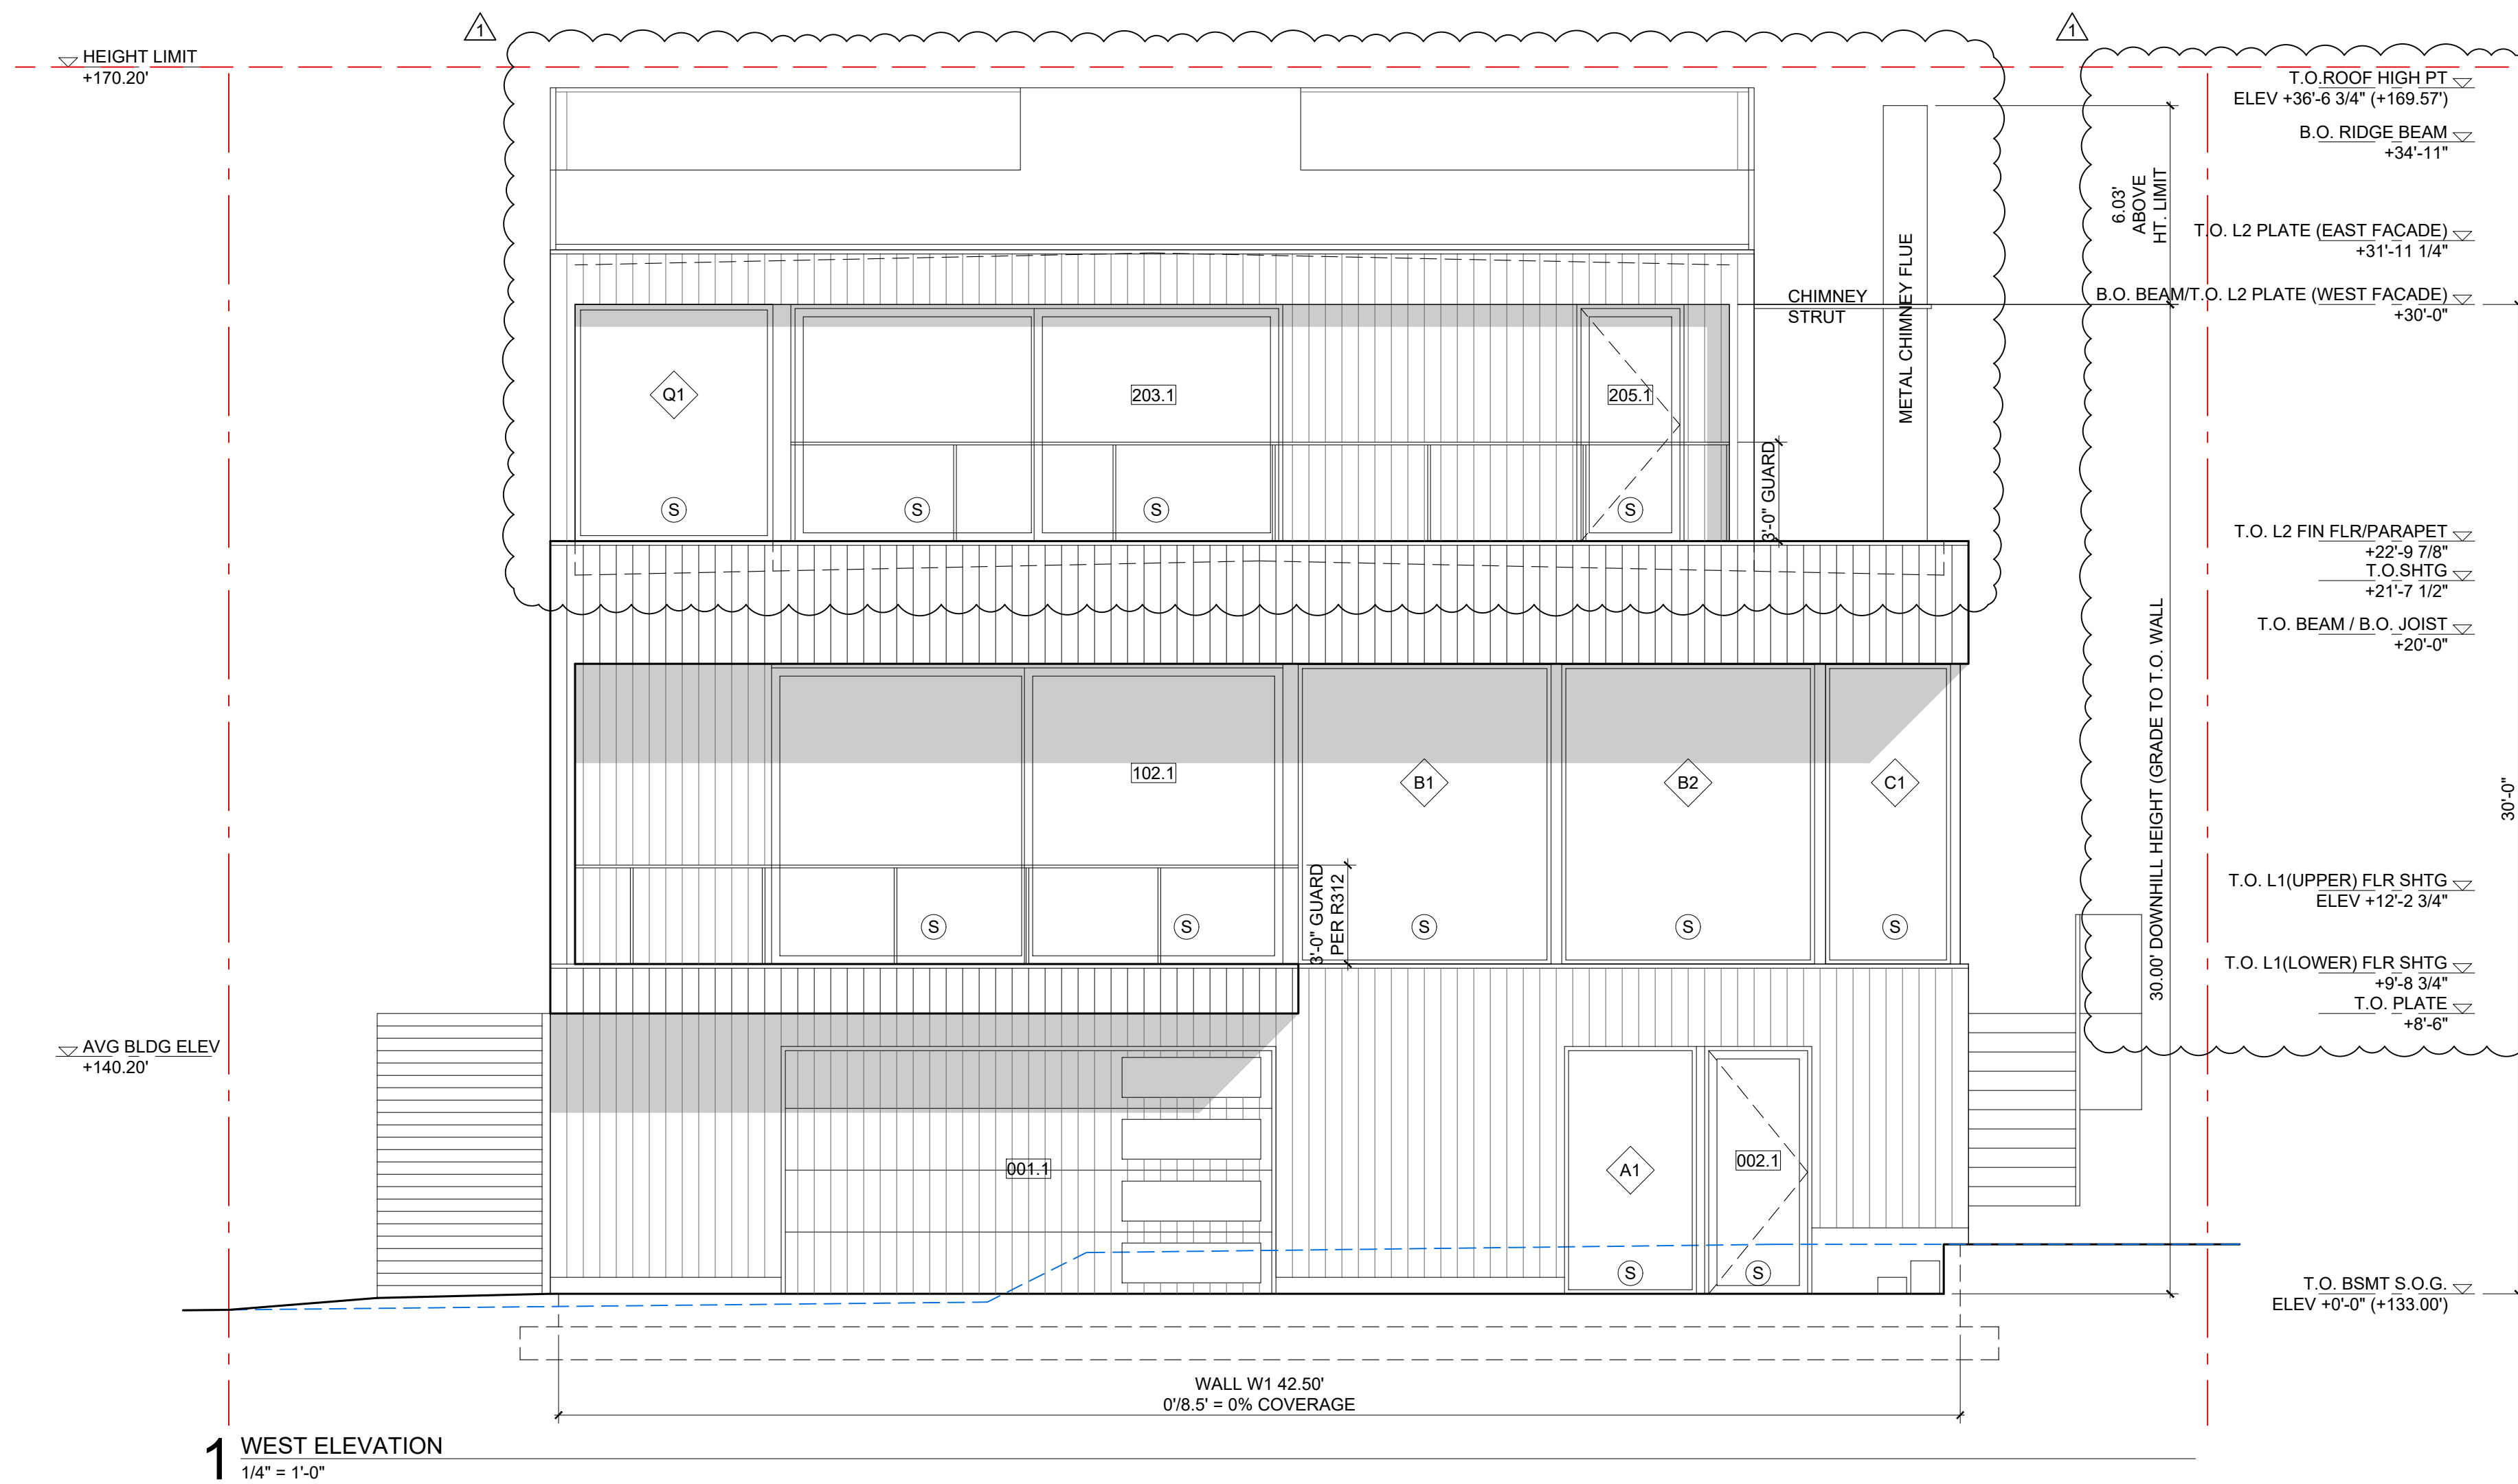 1
1
HEIGHT LIMIT
+170.20'
T.O.ROOF HIGH PT
ELEV +36'-6 3/4" (+169.57')
B.O. RIDGE BEAM
+34'-11"
6.03'
ABOVE
HT. LIMIT
T.O. L2 PLATE (EAST FACADE)
+31'-11 1/4"
METAL CHIMNEY FLUE
CHIMNEY
STRUT
B.O. BEAM/T.O. L2 PLATE (WEST FACADE)
+30'-0"
Q1
203.1
205.1
3'-0" GUARD
S
S
S
S
T.O. L2 FIN FLR/PARAPET
+22'-9 7/8"
T.O.SHTG
+21'-7 1/2"
T.O. BEAM / B.O. JOIST
+20'-0"
30.00' DOWNHILL HEIGHT (GRADE TO T.O. WALL
30'-0"
102.1
B1
B2
C1
3'-0" GUARD
PER R312
S
S
S
S
S
T.O. L1(UPPER) FLR SHTG
ELEV +12'-2 3/4"
T.O. L1(LOWER) FLR SHTG
+9'-8 3/4"
T.O. PLATE
+8'-6"
AVG BLDG ELEV
+140.20'
001.1
A1
002.1
S
S
T.O. BSMT S.O.G.
ELEV +0'-0" (+133.00')
WALL W1 42.50'
0'/8.5' = 0% COVERAGE
1 WEST ELEVATION
1/4" = 1'-0"